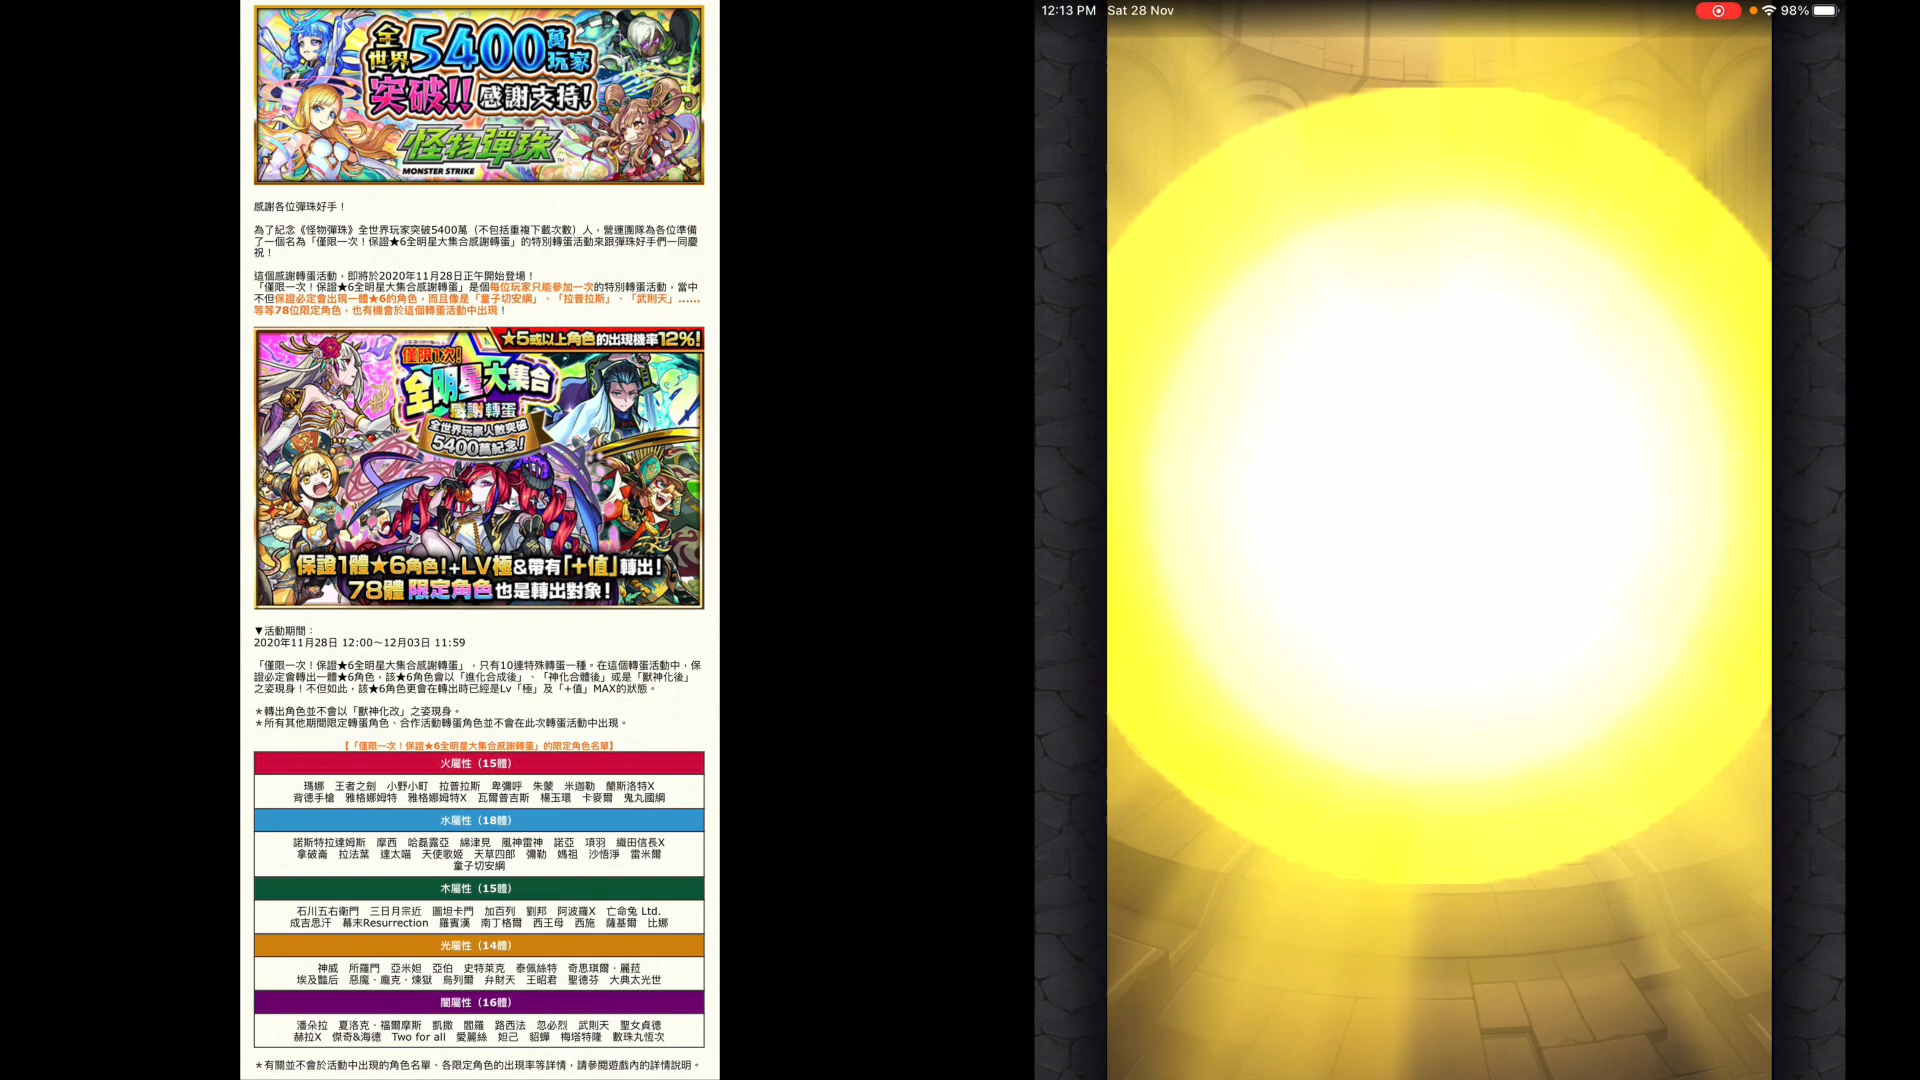 全世界5400萬玩家
突破!!感謝支持!
怪物彈珠
MONSTER STRIKE
感謝各位彈珠好手！
為了紀念《怪物彈珠》全世界玩家突破5400萬（不包括重複下載次數）人，營運團隊為各位準備
了一個名為「僅限一次！保證★6全明星大集合感謝轉蛋」的特別轉蛋活動來跟彈珠好手們一同慶
祝！
這個感謝轉蛋活動，即將於2020年11月28日正午開始登場！
「僅限一次！保證★6全明星大集合感謝轉蛋」是個每位玩家只能參加一次的特別轉蛋活動，當中
不但保證必定會出現一體★6的角色，而且像是「童子切安綱」、「拉普拉斯」、「武則天」……
等等78位限定角色，也有機會於這個轉蛋活動中出現！
★5或以上角色的出現機率12%!
僅限1次!
全明星大集合
感謝轉蛋
全世界玩家人數突破
5400萬紀念!
保證1體★6角色!+LV極&帶有「+值」轉出!
78體限定角色也是轉出對象!
▼活動期間：
2020年11月28日 12:00～12月03日 11:59
「僅限一次！保證★6全明星大集合感謝轉蛋」，只有10連特殊轉蛋一種。在這個轉蛋活動中，保
證必定會轉出一體★6角色，該★6角色會以「進化合成後」、「神化合體後」或是「獸神化後」
之姿現身！不但如此，該★6角色更會在轉出時已經是Lv「極」及「+值」MAX的狀態。
＊轉出角色並不會以「獸神化改」之姿現身。
＊所有其他期間限定轉蛋角色、合作活動轉蛋角色並不會在此次轉蛋活動中出現。
【「僅限一次！保證★6全明星大集合感謝轉蛋」的限定角色名單】
火屬性（15體）
瑪娜 王者之劍 小野小町 拉普拉斯 卑彌呼 朱蒙 米迦勒 蘭斯洛特X
背德手槍 雅格娜姆特 雅格娜姆特X 瓦爾普吉斯 楊玉環 卡麥爾 鬼丸國綱
水屬性（18體）
諾斯特拉達姆斯 摩西 哈磊露亞 綿津見 風神雷神 諾亞 項羽 織田信長X
拿破崙 拉法葉 達太喵 天使歌姬 天草四郎 彌勒 媽祖 沙悟淨 雷米爾
童子切安綱
木屬性（15體）
石川五右衛門 三日月宗近 圖坦卡門 加百列 劉邦 阿波羅X 亡命兔 Ltd.
成吉思汗 幕末Resurrection 羅賓漢 南丁格爾 西王母 西施 薩基爾 比娜
光屬性（14體）
神威 所羅門 亞米妲 亞伯 史特萊克 泰佩絲特 奇思琪爾・麗菈
埃及豔后 惡魔・龐克・煉獄 烏列爾 弁財天 王昭君 聖德芬 大典太光世
闇屬性（16體）
潘朵拉 夏洛克・福爾摩斯 凱撒 閻羅 路西法 忽必烈 武則天 聖女貞德
赫拉X 傑奇&海德 Two for all 愛麗絲 妲己 貂蟬 梅塔特隆 數珠丸恆次
＊有關並不會於活動中出現的角色名單、各限定角色的出現率等詳情，請參閱遊戲內的詳情說明。
12:13 PM Sat 28 Nov
98%